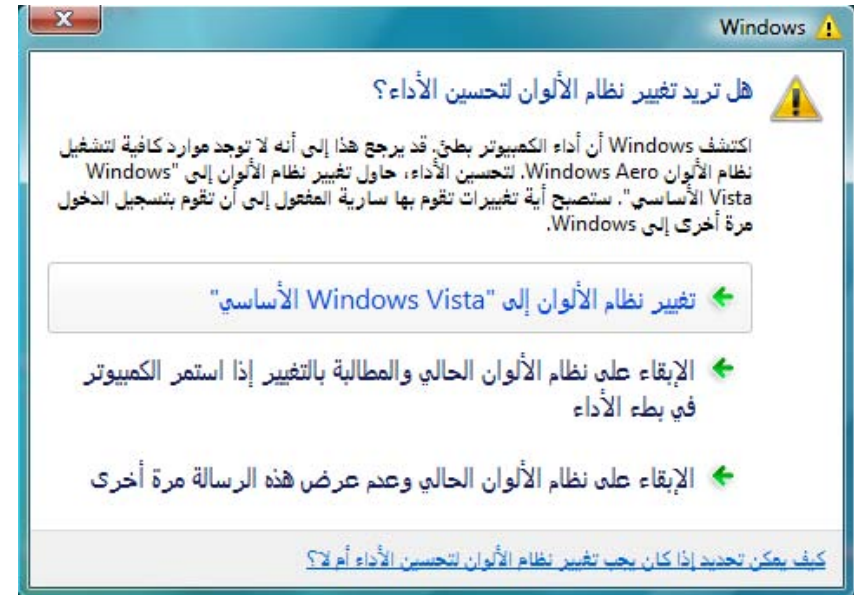 Windows
هل تريد تغيير نظام الألوان لتحسين الأداء؟
اكتشف Windows أن أداء الكمبيوتر بطئ. قد يرجع هذا إلى أنه لا توجد موارد كافية لتشغيل
نظام الألوان Windows Aero. لتحسين الأداء، حاول تغيير نظام الألوان إلى "Windows
Vista الأساسي". ستصبح أية تغييرات تقوم بها سارية المفعول إلى أن تقوم بتسجيل الدخول
مرة أخرى إلى Windows.
تغيير نظام الألوان إلى "Windows Vista الأساسي"
الإبقاء على نظام الألوان الحالي والمطالبة بالتغيير إذا استمر الكمبيوتر
في بطء الأداء
الإبقاء على نظام الألوان الحالي وعدم عرض هذه الرسالة مرة أخرى
كيف يمكن تحديد إذا كان يجب تغيير نظام الألوان لتحسين الأداء أم لا؟